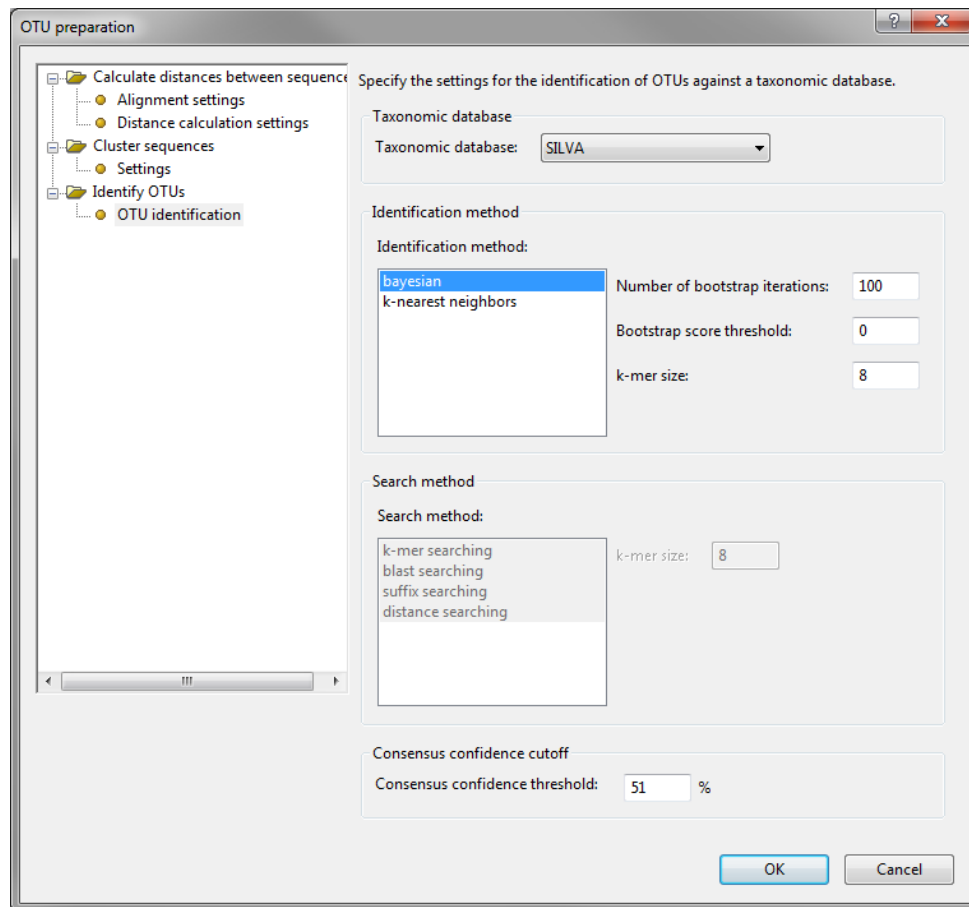 OTU preparation
Calculate distances between sequence
Alignment settings
Distance calculation settings
Cluster sequences
Settings
Identify OTUs
OTU identification
Specify the settings for the identification of OTUs against a taxonomic database.
Taxonomic database
Taxonomic database: SILVA
Identification method
Identification method:
bayesian
k-nearest neighbors
Number of bootstrap iterations: 100
Bootstrap score threshold: 0
k-mer size: 8
Search method
Search method:
k-mer searching
blast searching
suffix searching
distance searching
k-mer size: 8
Consensus confidence cutoff
Consensus confidence threshold: 51 %
OK Cancel